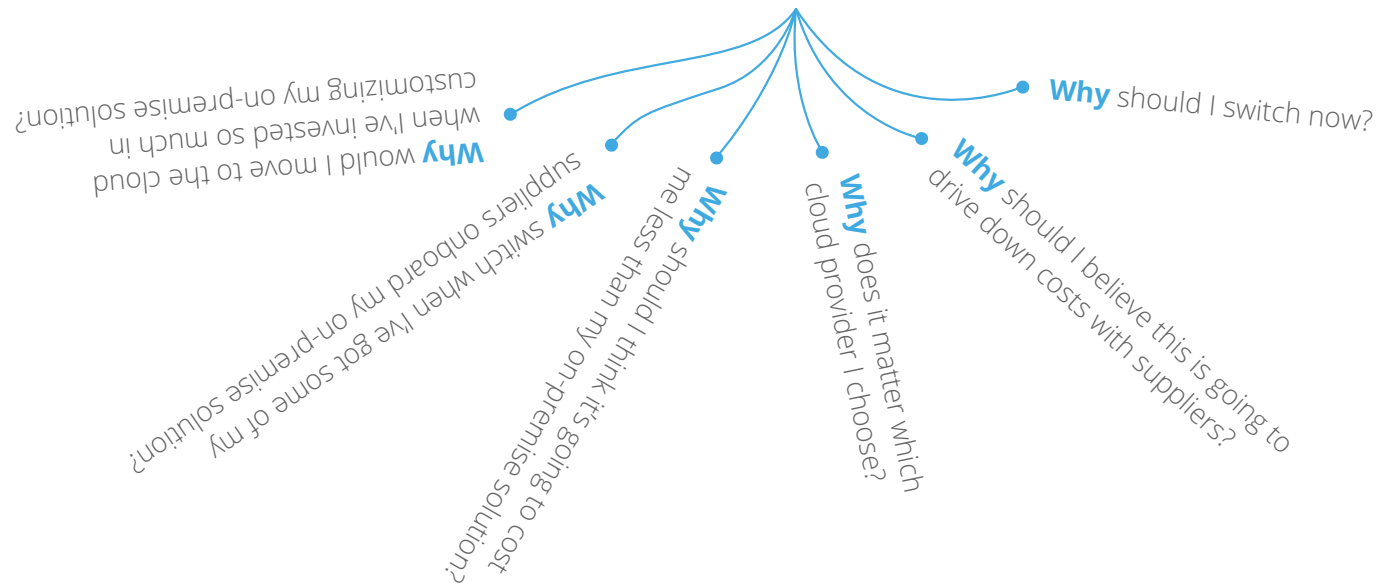 Why should I switch now?
Why should I believe this is going to
drive down costs with suppliers?
Why does it matter which
cloud provider I choose?
Why should I think it's going to cost
me less than my on-premise solution?
Why switch when I've got some of my
suppliers onboard my on-premise solution?
Why would I move to the cloud
when I've invested so much in
customizing my on-premise solution?